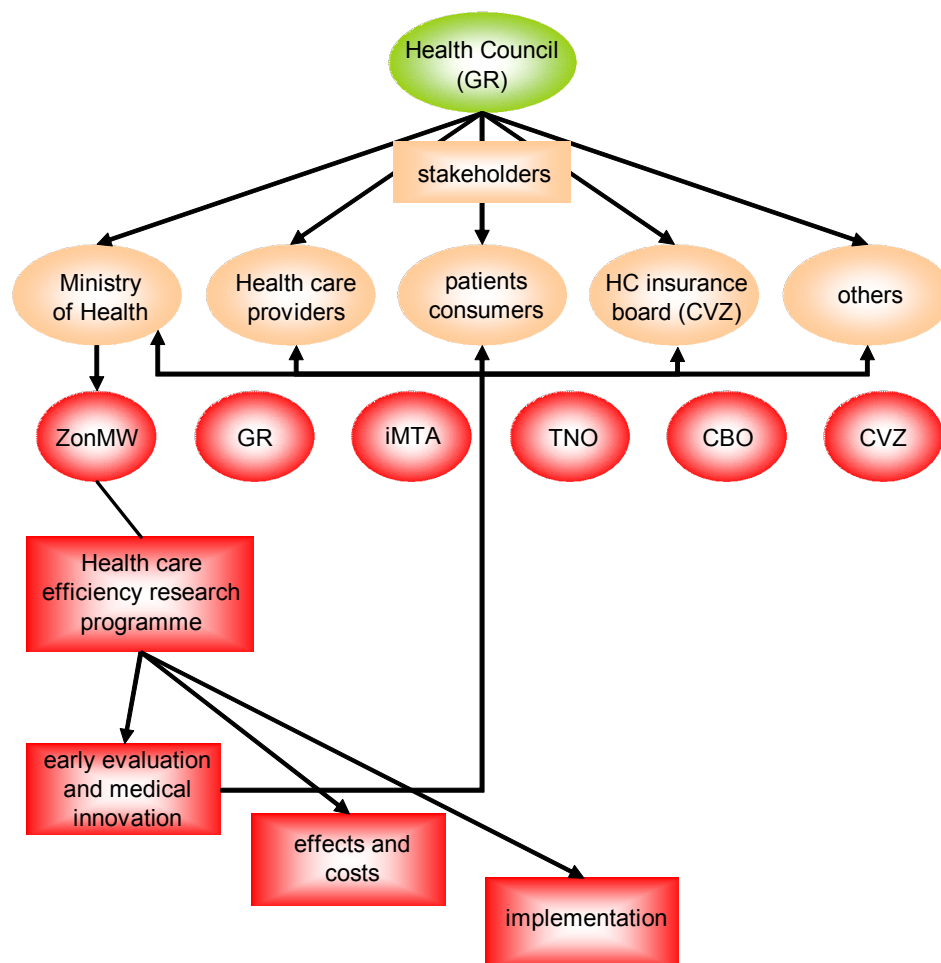 Health Council
(GR)
stakeholders
Ministry
of Health
Health care
providers
patients
consumers
HC insurance
board (CVZ)
others
ZonMW
GR
iMTA
TNO
CBO
CVZ
Health care
efficiency research
programme
early evaluation
and medical
innovation
effects and
costs
implementation